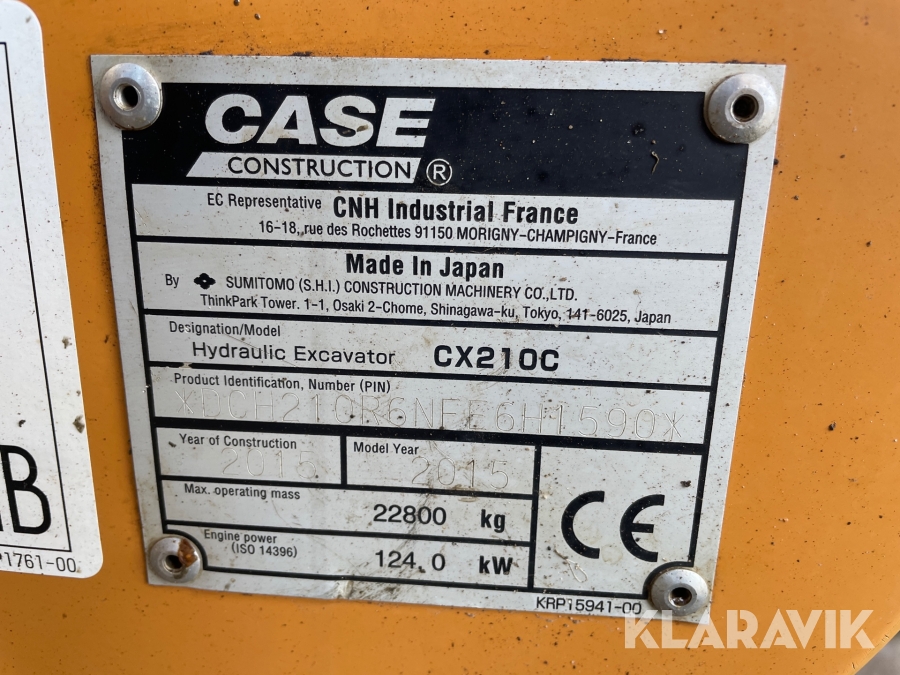 CASE
CONSTRUCTION ®
EC Representative CNH Industrial France
16-18, rue des Rochettes 91150 MORIGNY-CHAMPIGNY-France
Made In Japan
By SUMITOMO (S.H.I.) CONSTRUCTION MACHINERY CO.,LTD.
ThinkPark Tower. 1-1, Osaki 2-Chome, Shinagawa-ku, Tokyo, 141-6025, Japan
Designation/Model
Hydraulic Excavator CX210C
Product Identification, Number (PIN)
*DCH210R6NFE6H1590*
Year of Construction 2015
Model Year 2015
Max. operating mass
22800 kg
Engine power
(ISO 14396)
124.0 kW
CE
KRP15941-00
B
P1761-00
KLARAVIK